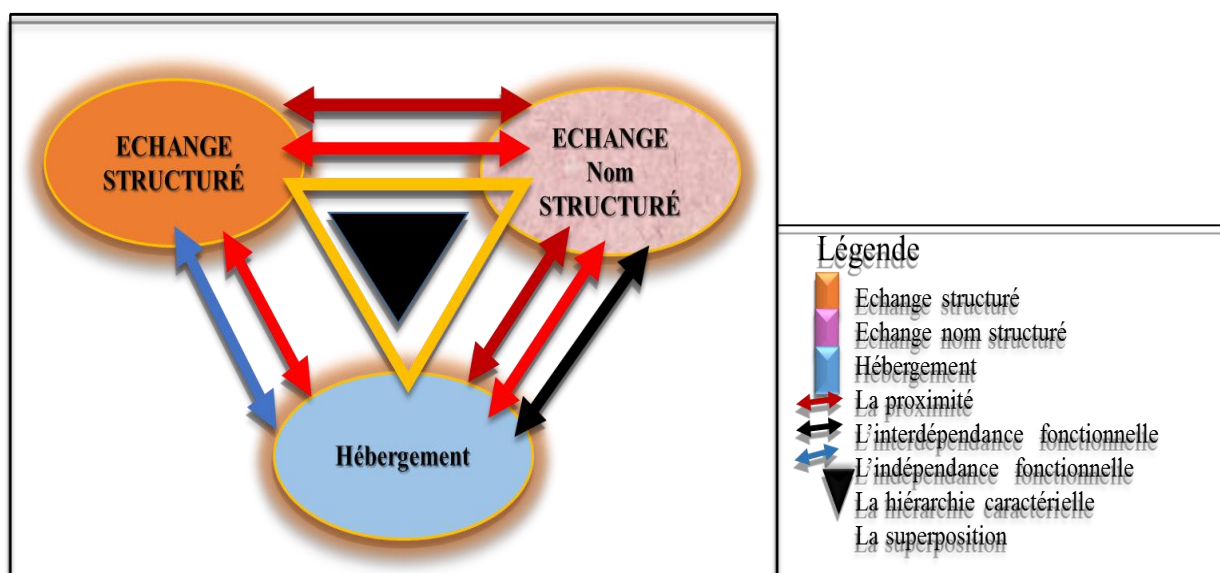 ECHANGE
STRUCTURÉ
ECHANGE
Nom
STRUCTURÉ
Hébergement
Légende
Echange structuré
Echange nom structuré
Hébergement
La proximité
L'interdépendance fonctionnelle
L'indépendance fonctionnelle
La hiérarchie caractérielle
La superposition